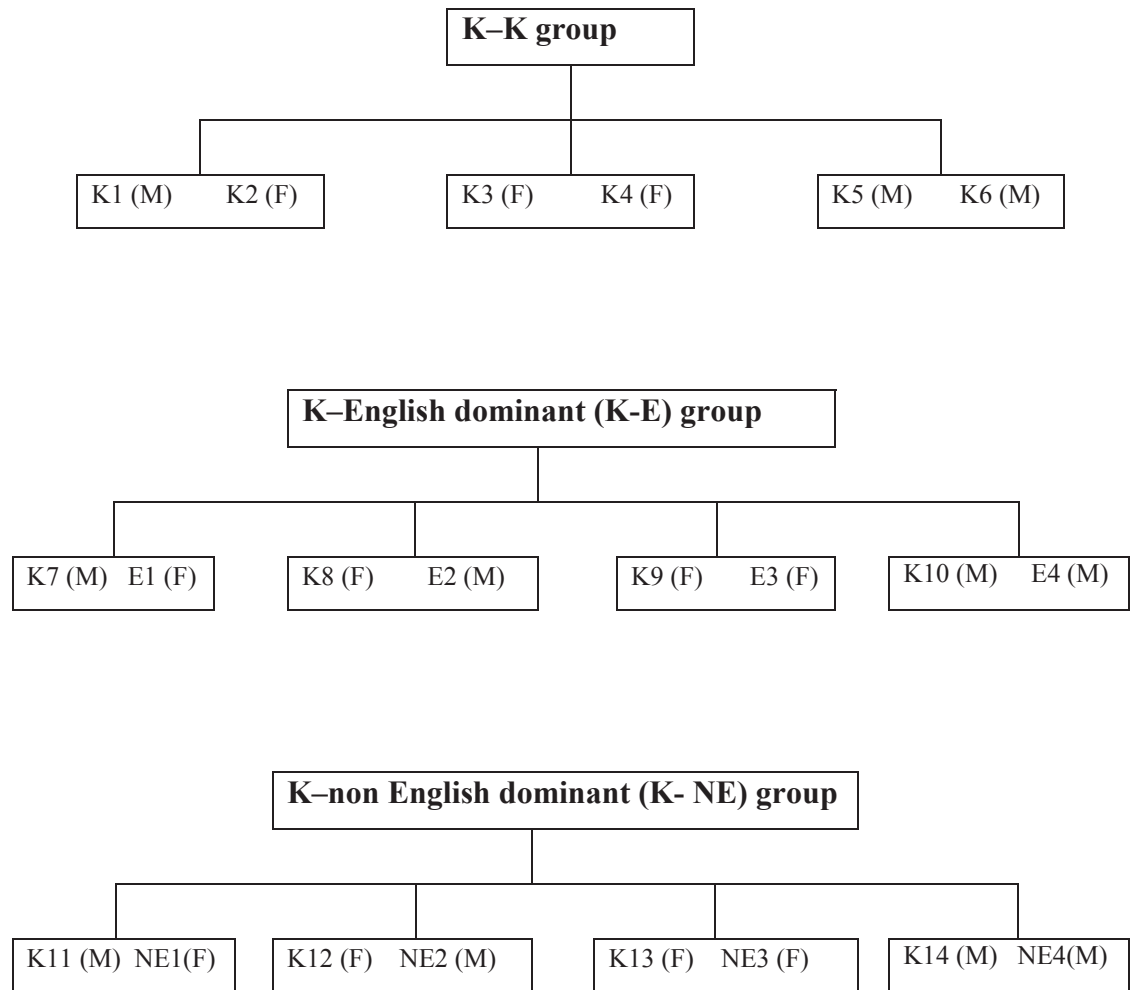 K–K group
K1 (M) K2 (F)
K3 (F) K4 (F)
K5 (M) K6 (M)
K–English dominant (K-E) group
K7 (M) E1 (F)
K8 (F) E2 (M)
K9 (F) E3 (F)
K10 (M) E4 (M)
K–non English dominant (K- NE) group
K11 (M) NE1(F)
K12 (F) NE2 (M)
K13 (F) NE3 (F)
K14 (M) NE4(M)